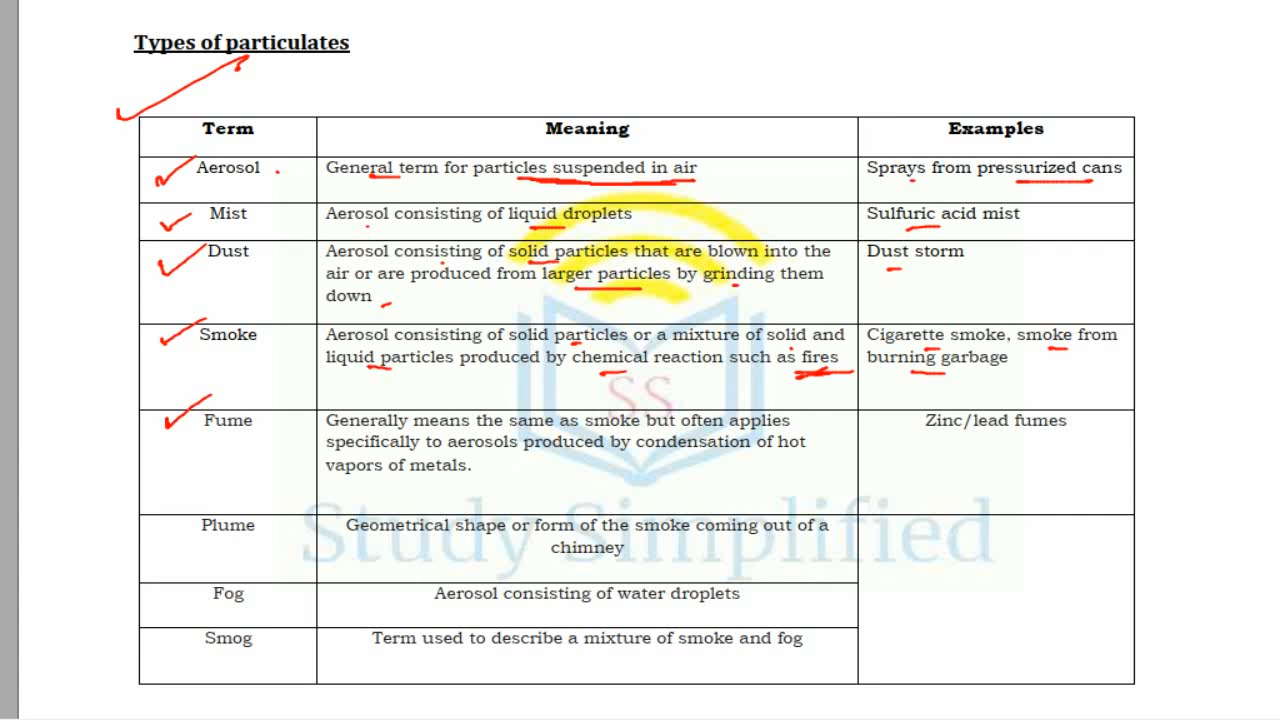 Types of particulates
Term Meaning Examples
Aerosol General term for particles suspended in air Sprays from pressurized cans
Mist Aerosol consisting of liquid droplets Sulfuric acid mist
Dust Aerosol consisting of solid particles that are blown into the Dust storm
air or are produced from larger particles by grinding them
down
Smoke Aerosol consisting of solid particles or a mixture of solid and Cigarette smoke, smoke from
liquid particles produced by chemical reaction such as fires burning garbage
SS
Fume Generally means the same as smoke but often applies Zinc/lead fumes
specifically to aerosols produced by condensation of hot
vapors of metals.
Study Simplified
Plume Geometrical shape or form of the smoke coming out of a
chimney
Fog Aerosol consisting of water droplets
Smog Term used to describe a mixture of smoke and fog